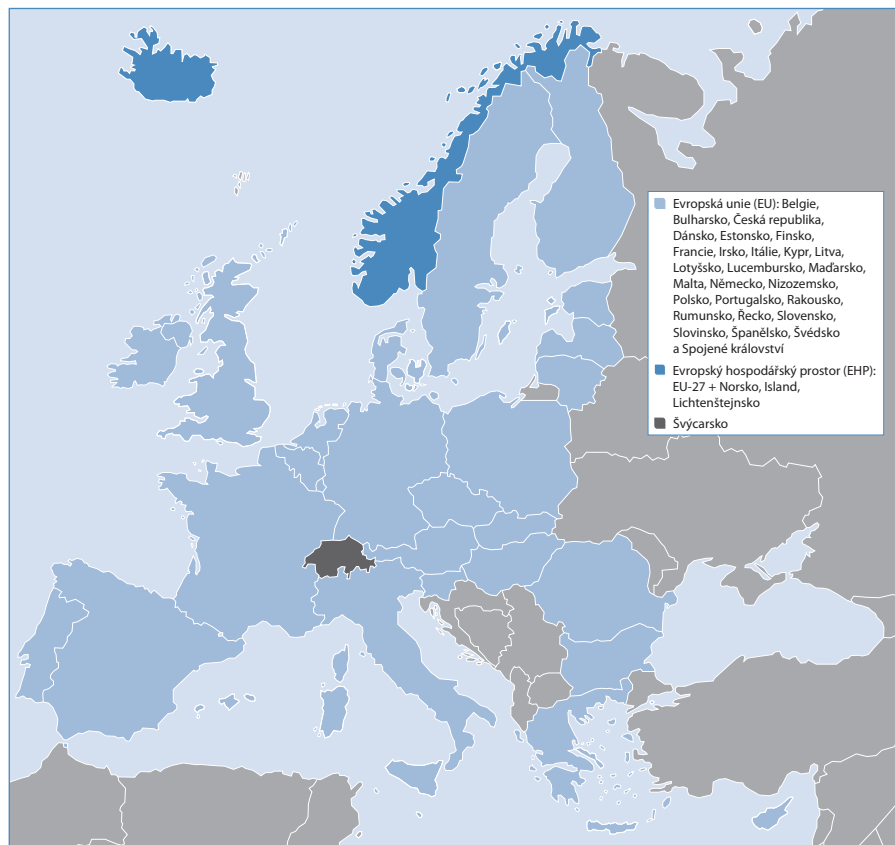 Evropská unie (EU): Belgie,
Bulharsko, Česká republika,
Dánsko, Estonsko, Finsko,
Francie, Irsko, Itálie, Kypr, Litva,
Lotyšsko, Lucembursko, Maďarsko,
Malta, Německo, Nizozemsko,
Polsko, Portugalsko, Rakousko,
Rumunsko, Řecko, Slovensko,
Slovinsko, Španělsko, Švédsko
a Spojené království
Evropský hospodářský prostor (EHP):
EU-27 + Norsko, Island,
Lichtenštejnsko
Švýcarsko